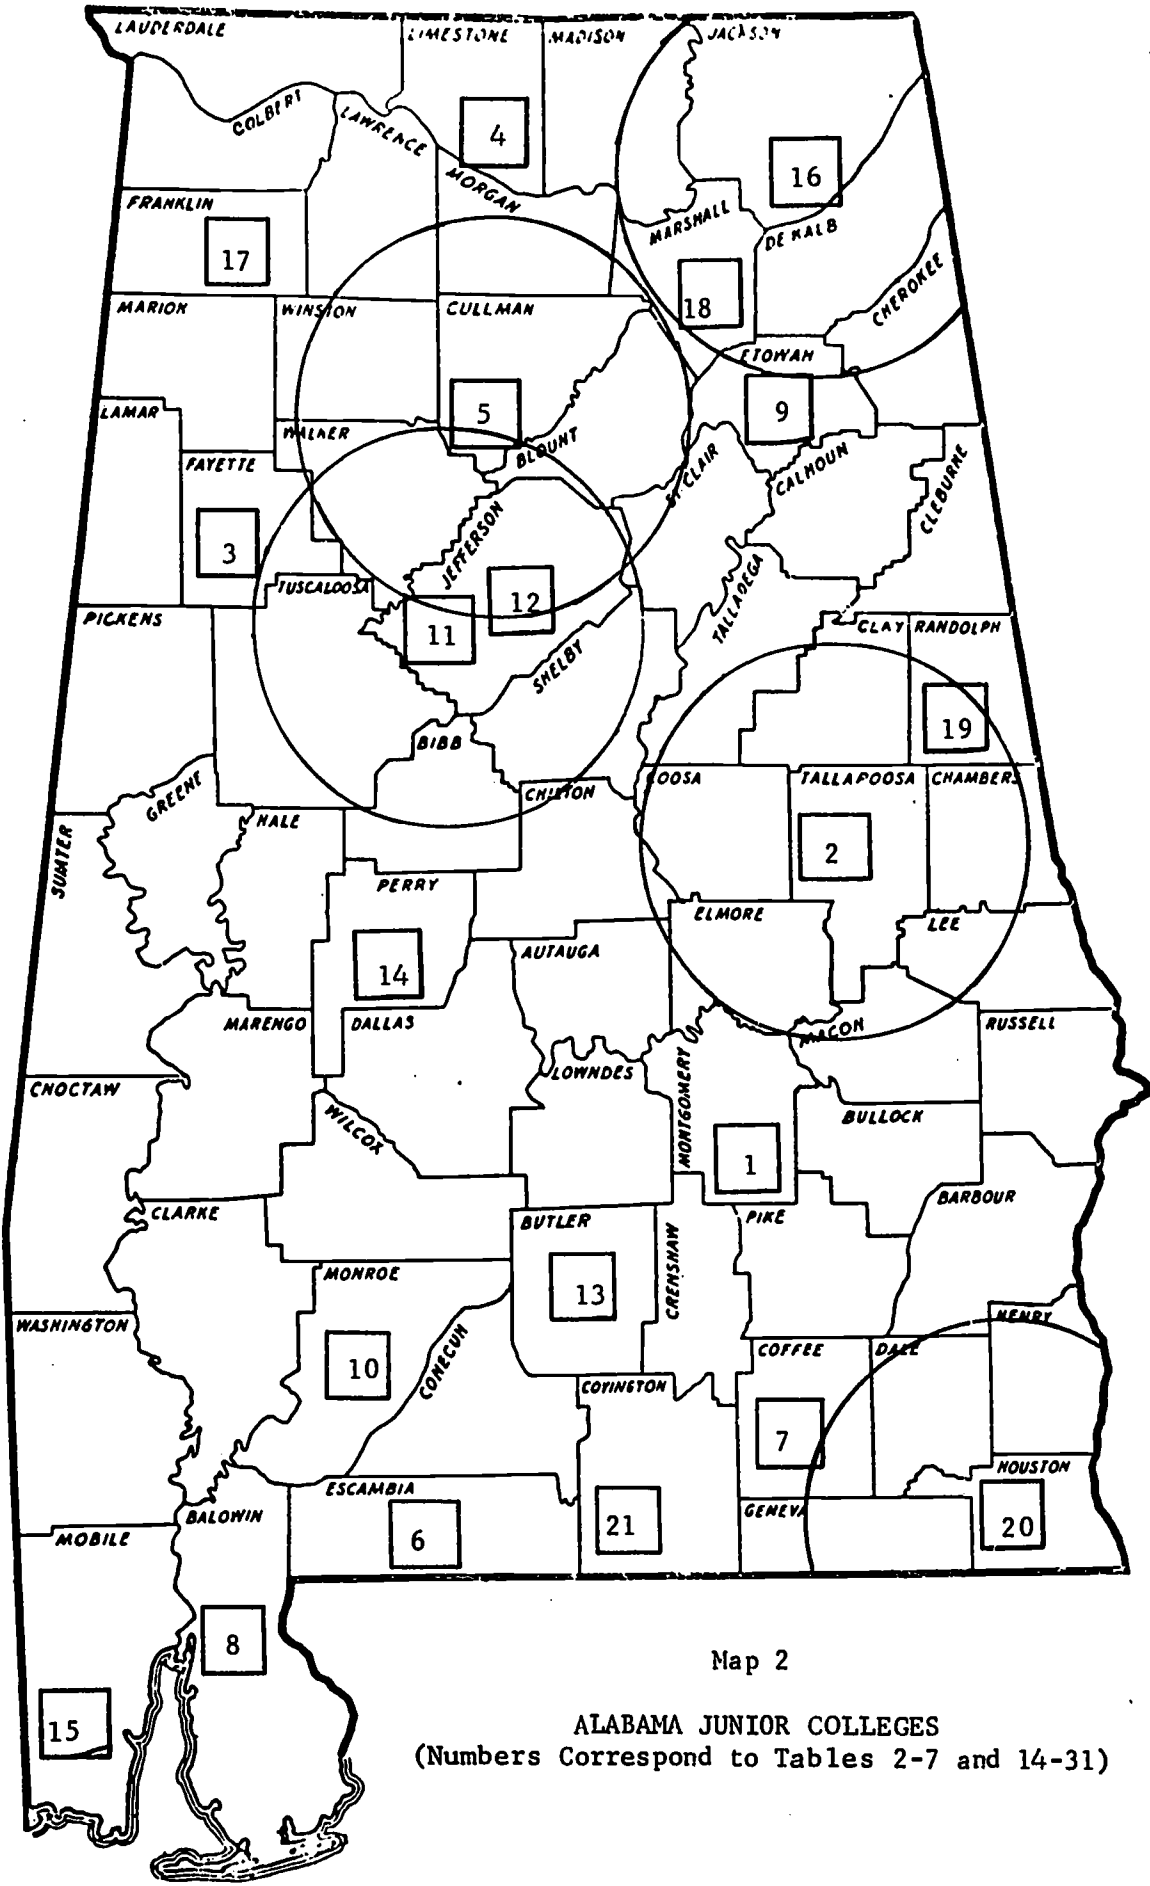 LAUDERDALE
LIMESTONE
MADISON
JACKSON
COLBERT
LAWRENCE
4
MORGAN
16
FRANKLIN
MARSHALL
DE KALB
17
CHEROKEE
18
MARION
WINSTON
CULLMAN
ETOWAH
5
9
LAMAR
WALKER
BLOUNT
FAYETTE
ST. CLAIR
CALHOUN
CLEBURNE
3
JEFFERSON
TUSCALOOSA
12
TALLADEGA
PICKENS
11
CLAY
RANDOLPH
SHELBY
19
BIBB
GREENE
CHILTON
COOSA
TALLAPOOSA
CHAMBERS
HALE
SUMTER
2
PERRY
ELMORE
LEE
AUTAUGA
14
MARENGO
DALLAS
MACON
RUSSELL
CHOCTAW
LOWNDES
MONTGOMERY
BULLOCK
WILCOX
1
CLARKE
BUTLER
PIKE
BARBOUR
CRENSHAW
MONROE
13
WASHINGTON
HENRY
CONECUH
COFFEE
DALE
10
COVINGTON
7
HOUSTON
ESCAMBIA
GENEVA
BALDWIN
MOBILE
6
21
20
8
15
Map 2
ALABAMA JUNIOR COLLEGES
(Numbers Correspond to Tables 2-7 and 14-31)